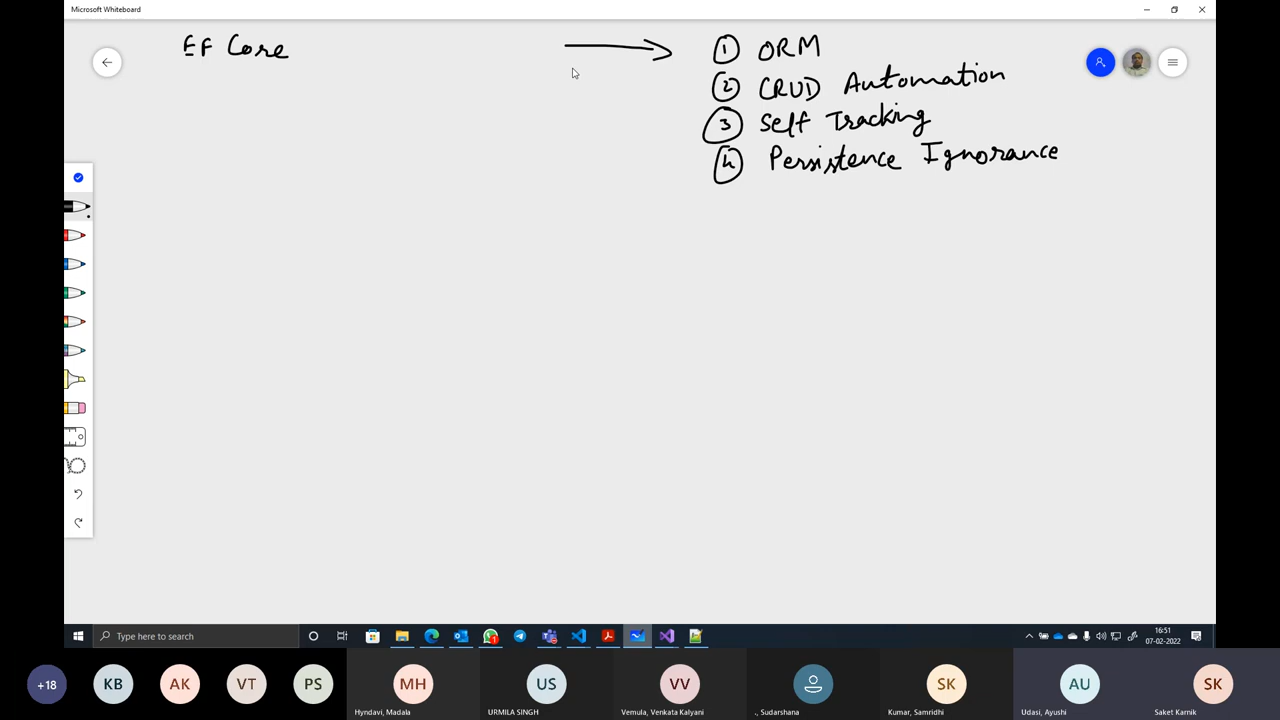 Microsoft Whiteboard
EF Core
① ORM
② CRUD Automation
③ Self Tracking
④ Persistence Ignorance
Type here to search
1
16:51
07-02-2022
+18
KB
AK
VT
PS
MH
US
VV
SK
AU
SK
Hyndavi, Madala
URMILA SINGH
Vemula, Venkata Kalyani
., Sudarshana
Kumar, Samridhi
Udasi, Ayushi
Saket Karnik